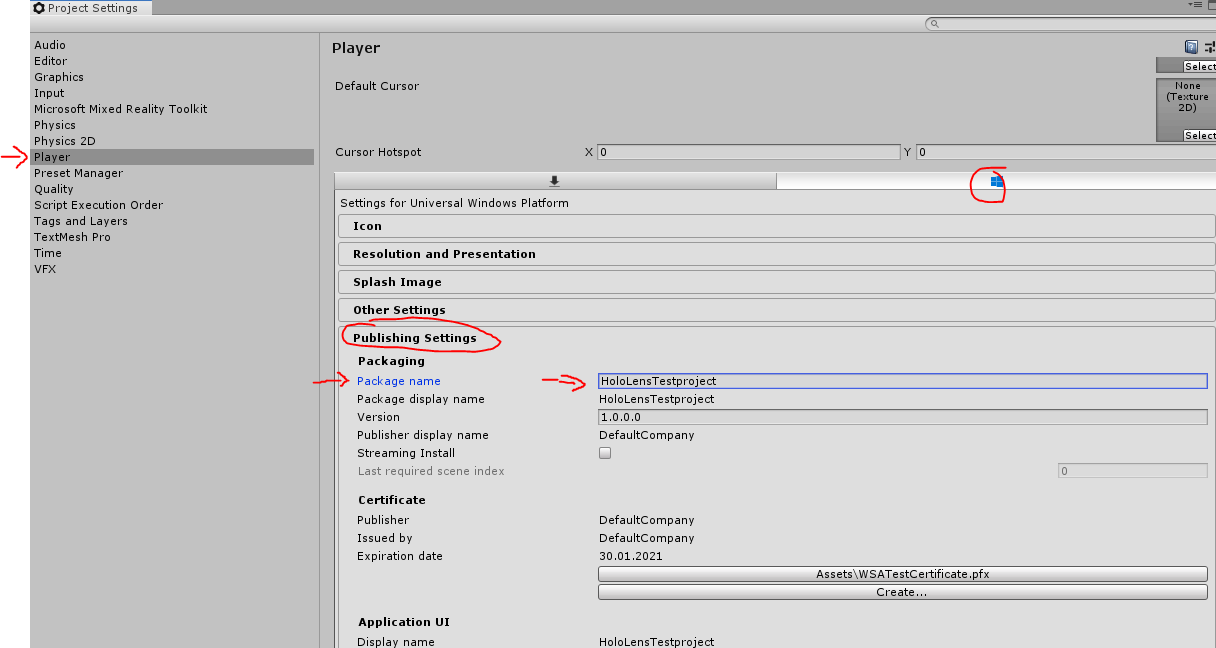 Project Settings
Audio
Editor
Graphics
Input
Microsoft Mixed Reality Toolkit
Physics
Physics 2D
Player
Preset Manager
Quality
Script Execution Order
Tags and Layers
TextMesh Pro
Time
VFX
Player
Select
Default Cursor
None
(Texture
2D)
Select
Cursor Hotspot X 0 Y 0
Settings for Universal Windows Platform
Icon
Resolution and Presentation
Splash Image
Other Settings
Publishing Settings
Packaging
Package name HoloLensTestproject
Package display name HoloLensTestproject
Version 1.0.0.0
Publisher display name DefaultCompany
Streaming Install
Last required scene index 0
Certificate
Publisher DefaultCompany
Issued by DefaultCompany
Expiration date 30.01.2021
Assets\WSATestCertificate.pfx
Create...
Application UI
Display name HoloLensTestproject